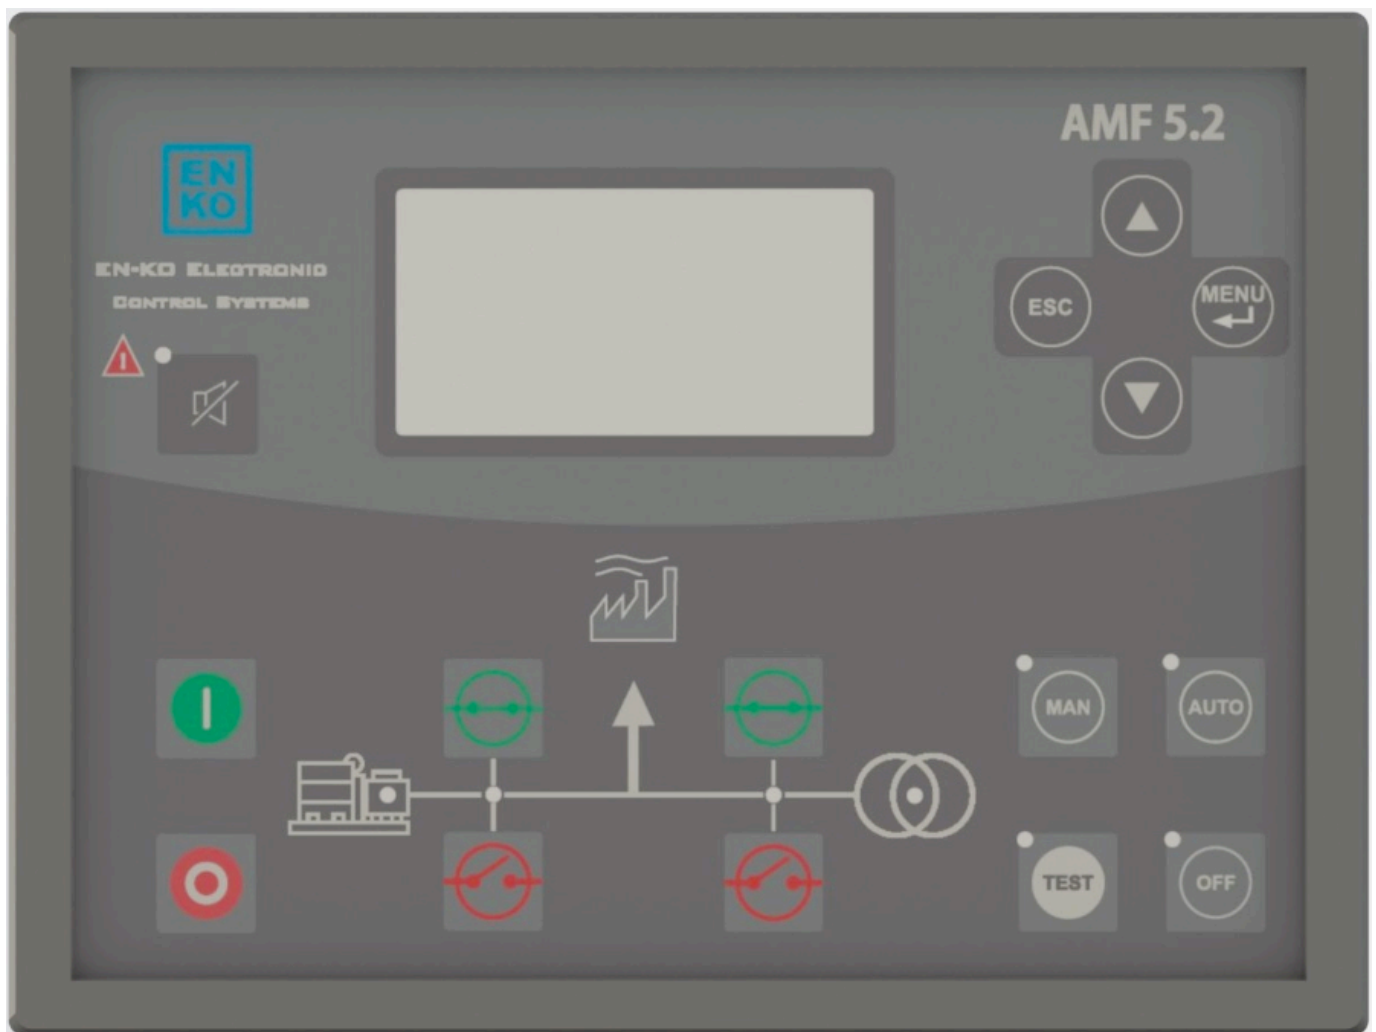 AMF 5.2
EN
KO
EN-KO ELECTRONIC
CONTROL SYSTEMS
ESC
MENU
MAN
AUTO
TEST
OFF